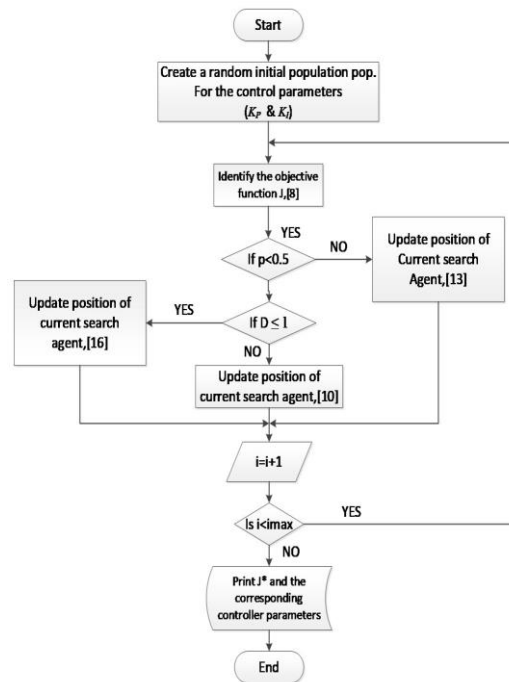 Start
Create a random initial population pop.
For the control parameters
(K_P & K_I)
Identify the objective
function J,[8]
YES
If p<0.5
NO
Update position of
Current search
Agent,[13]
If D ≤ 1
YES
Update position of
current search
agent,[16]
NO
Update position of
current search agent,[10]
i=i+1
Is i<imax
YES
NO
Print J* and the
corresponding
controller parameters
End